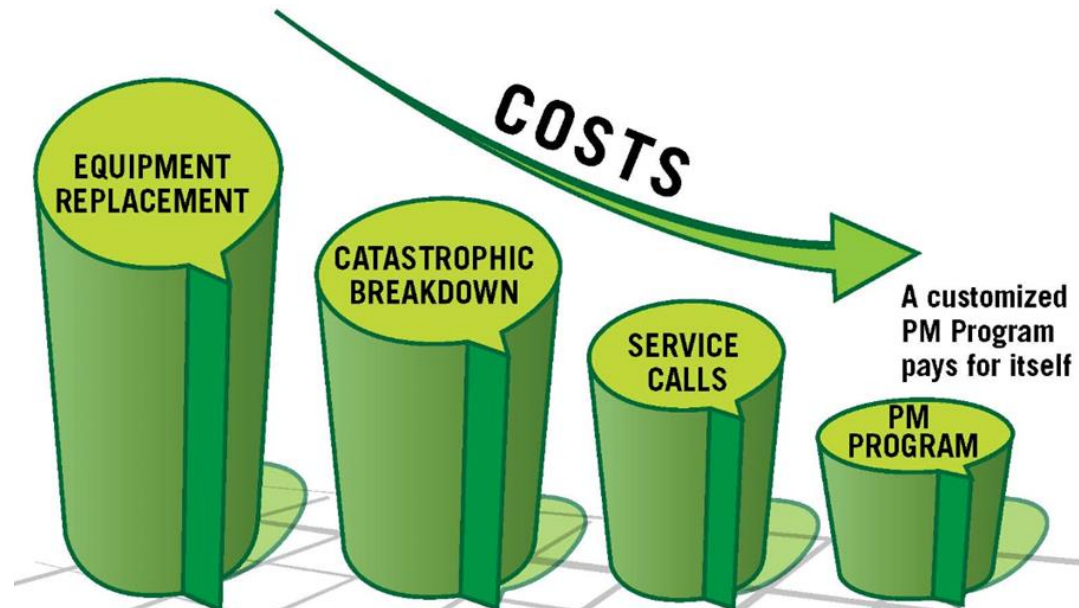 COSTS
EQUIPMENT
REPLACEMENT
CATASTROPHIC
BREAKDOWN
SERVICE
CALLS
A customized
PM Program
pays for itself
PM
PROGRAM